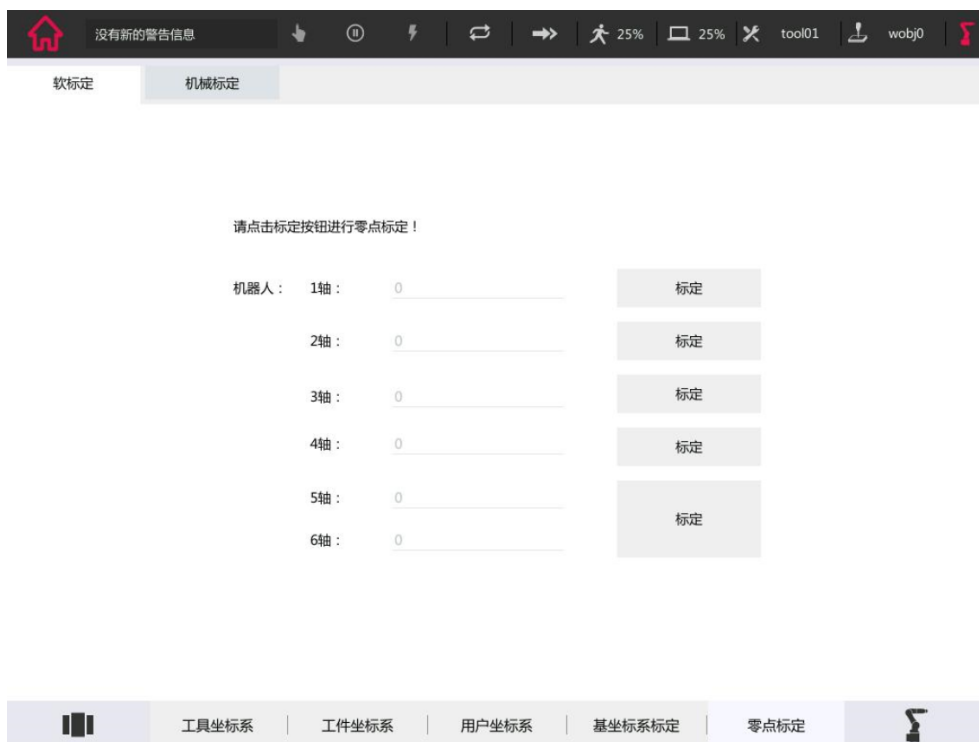 没有新的警告信息 25% 25% tool01 wobj0
软标定 机械标定
请点击标定按钮进行零点标定！
机器人： 1轴： 0 标定
2轴： 0 标定
3轴： 0 标定
4轴： 0 标定
5轴： 0
标定
6轴： 0
工具坐标系 工件坐标系 用户坐标系 基坐标系标定 零点标定